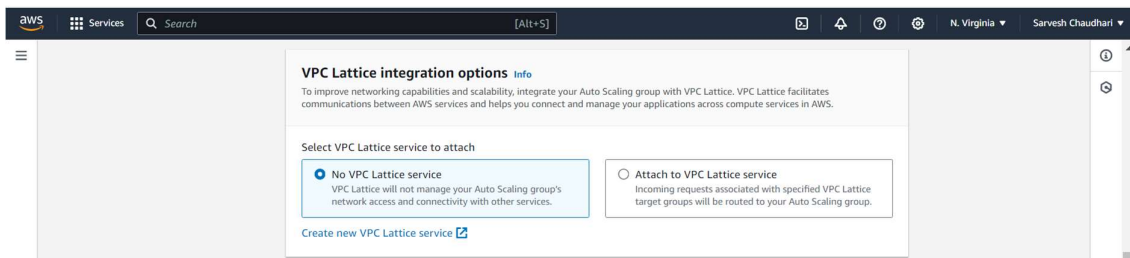 aws Services Search [Alt+S] N. Virginia ▼ Sarvesh Chaudhari ▼
VPC Lattice integration options Info
To improve networking capabilities and scalability, integrate your Auto Scaling group with VPC Lattice. VPC Lattice facilitates
communications between AWS services and helps you connect and manage your applications across compute services in AWS.
Select VPC Lattice service to attach
No VPC Lattice service
VPC Lattice will not manage your Auto Scaling group's
network access and connectivity with other services.
Attach to VPC Lattice service
Incoming requests associated with specified VPC Lattice
target groups will be routed to your Auto Scaling group.
Create new VPC Lattice service